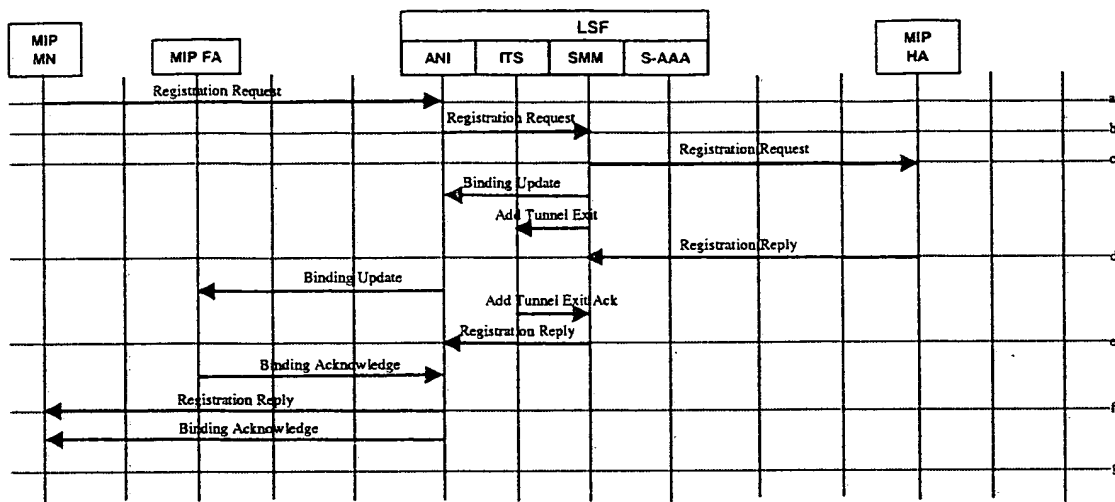 LSF
MIP
MN
MIP FA
ANI
ITS
SMM
S-AAA
MIP
HA
Registration Request
a
Registration Request
b
Registration Request
c
Binding Update
Add Tunnel Exit
Registration Reply
d
Binding Update
Add Tunnel Exit Ack
Registration Reply
e
Binding Acknowledge
Registration Reply
f
Binding Acknowledge
g